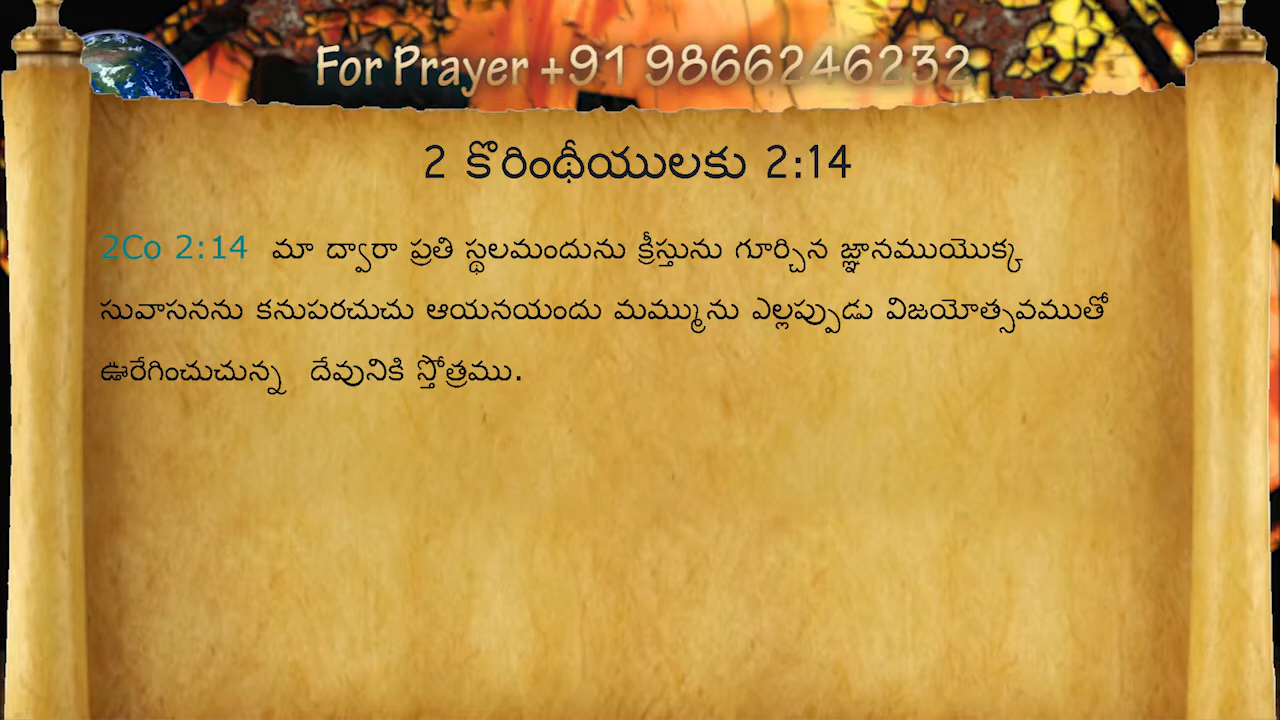 For Prayer +91 9866246232
2 కొరింథీయులకు 2:14
2Co 2:14 మా ద్వారా ప్రతి స్థలమందును క్రీస్తును గూర్చిన జ్ఞానముయొక్క
సువాసనను కనుపరచుచు ఆయనయందు మమ్మును ఎల్లప్పుడు విజయోత్సవముతో
ఊరేగించుచున్న దేవునికి స్తోత్రము.